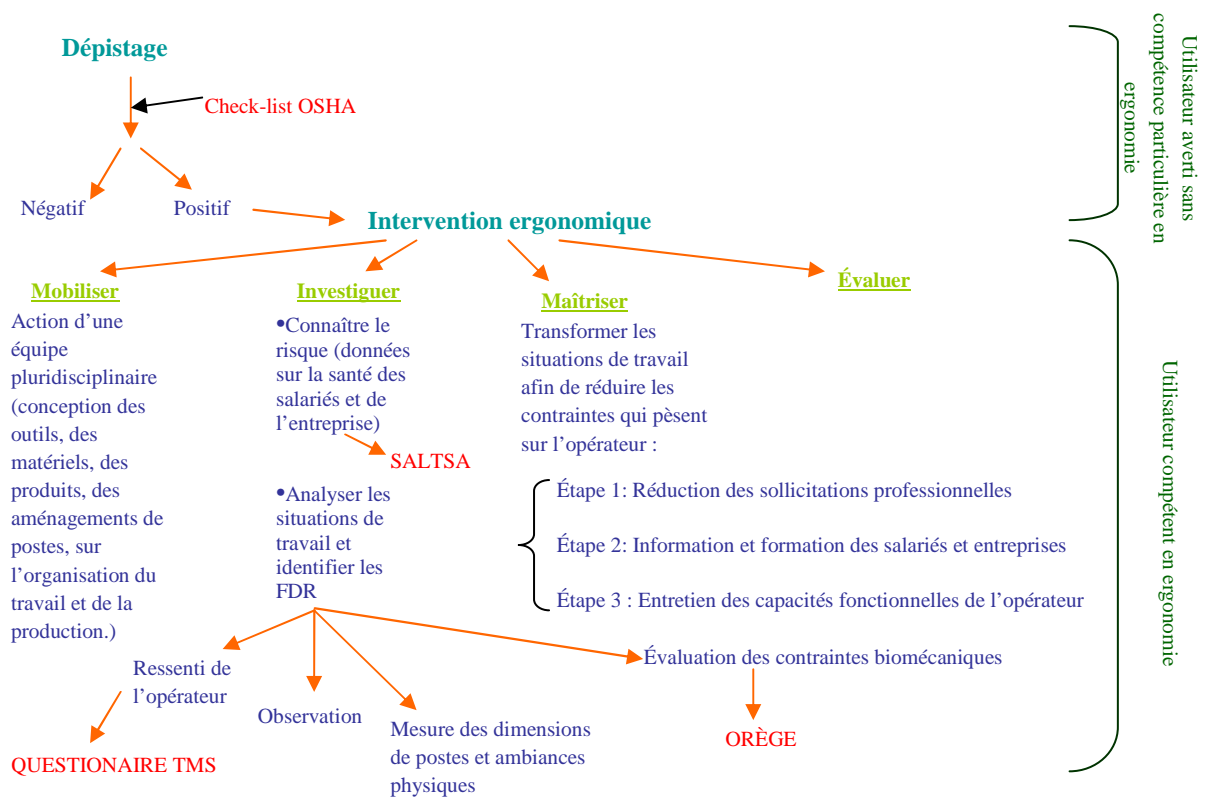 Dépistage
Check-list OSHA
Négatif
Positif
Intervention ergonomique
Utilisateur averti sans
compétence particulière en
ergonomie
Mobiliser
Action d’une
équipe
pluridisciplinaire
(conception des
outils, des
matériels, des
produits, des
aménagements de
postes, sur
l’organisation du
travail et de la
production.)
Investiguer
•Connaître le
risque (données
sur la santé des
salariés et de
l’entreprise)
SALTSA
•Analyser les
situations de
travail et
identifier les
FDR
Maîtriser
Transformer les
situations de travail
afin de réduire les
contraintes qui pèsent
sur l’opérateur :
Étape 1: Réduction des sollicitations professionnelles
Étape 2: Information et formation des salariés et entreprises
Étape 3 : Entretien des capacités fonctionnelles de l’opérateur
Évaluer
Utilisateur compétent en ergonomie
Ressenti de
l’opérateur
QUESTIONAIRE TMS
Observation
Mesure des dimensions
de postes et ambiances
physiques
Évaluation des contraintes biomécaniques
ORÈGE